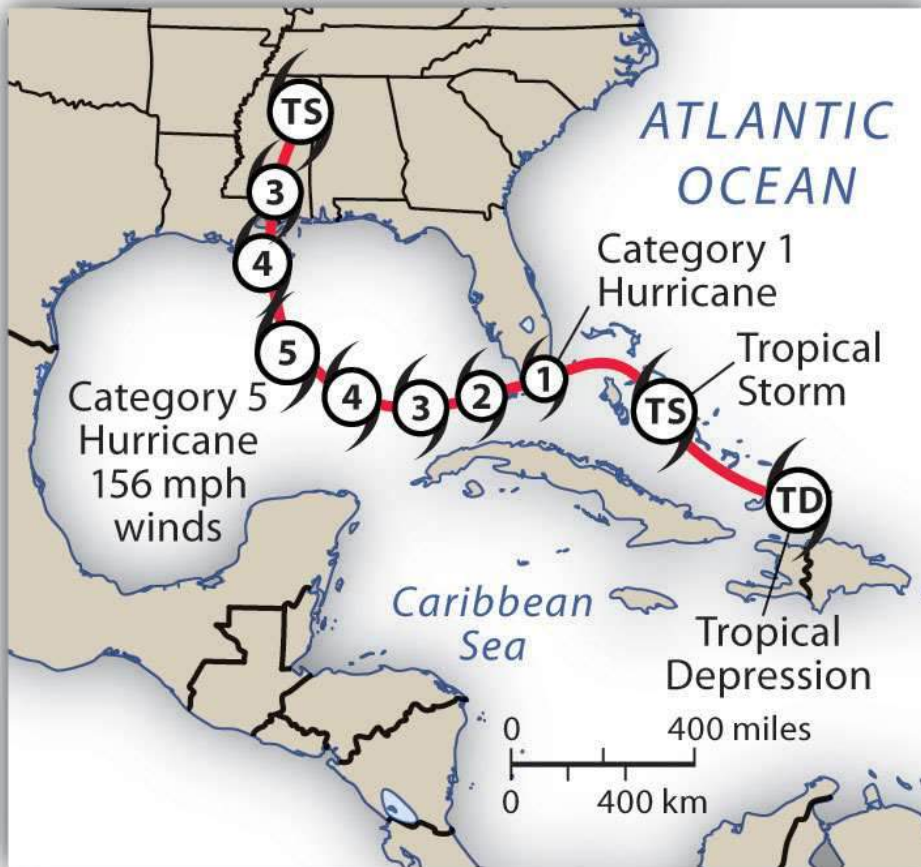 TS
ATLANTIC
OCEAN
3
Category 1
Hurricane
4
5
4
3
2
1
Tropical
Storm
TS
Category 5
Hurricane
156 mph
winds
TD
Caribbean
Sea
Tropical
Depression
0 400 miles
0 400 km